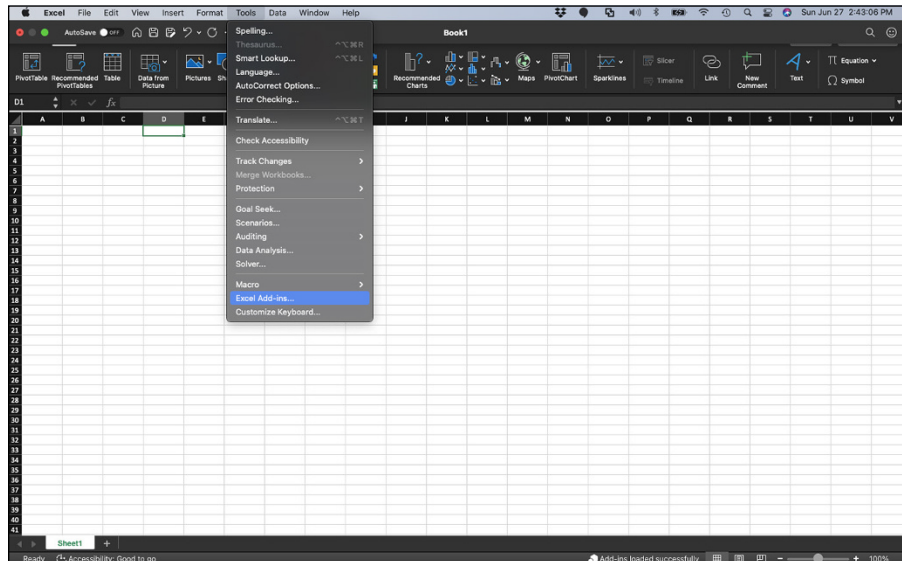 Excel File Edit View Insert Format Tools Data Window Help Sun Jun 27 2:43:06 PM
AutoSave OFF Book1
Spelling...
Thesaurus... ^⌥⌘R
Smart Lookup... ^⌥⌘L
Language...
AutoCorrect Options...
Error Checking...
Translate... ^⌥⌘T
Check Accessibility
Track Changes
Merge Workbooks...
Protection
Goal Seek...
Scenarios...
Auditing
Data Analysis...
Solver...
Macro
Excel Add-ins...
Customize Keyboard...
PivotTable Recommended PivotTables Table Data from Picture Pictures
Recommended Charts Maps PivotChart Sparklines Slicer Timeline Link New Comment Text Equation Symbol
D1 fx
A B C D E J K L M N O P Q R S T U V
1
2
3
4
5
6
7
8
9
10
11
12
13
14
15
16
17
18
19
20
21
22
23
24
25
26
27
28
29
30
31
32
33
34
35
36
37
38
39
40
41
Sheet1 +
Ready Accessibility: Good to go Add-ins loaded successfully 100%